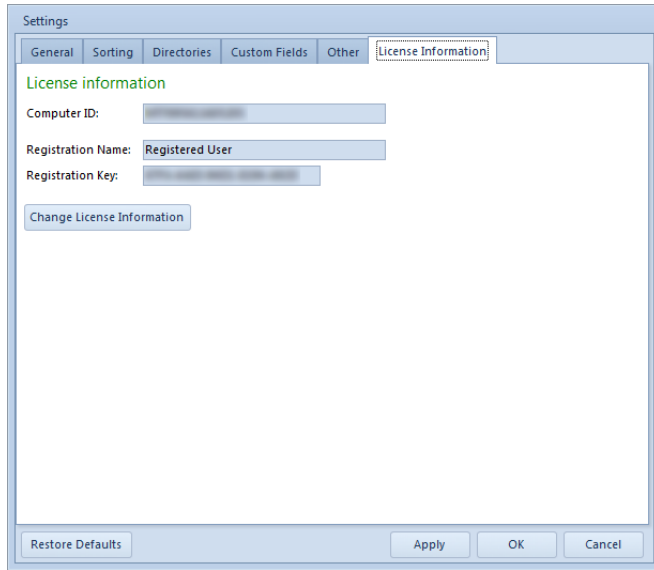 Settings
General Sorting Directories Custom Fields Other License Information
License information
Computer ID:
Registration Name: Registered User
Registration Key:
Change License Information
Restore Defaults Apply OK Cancel